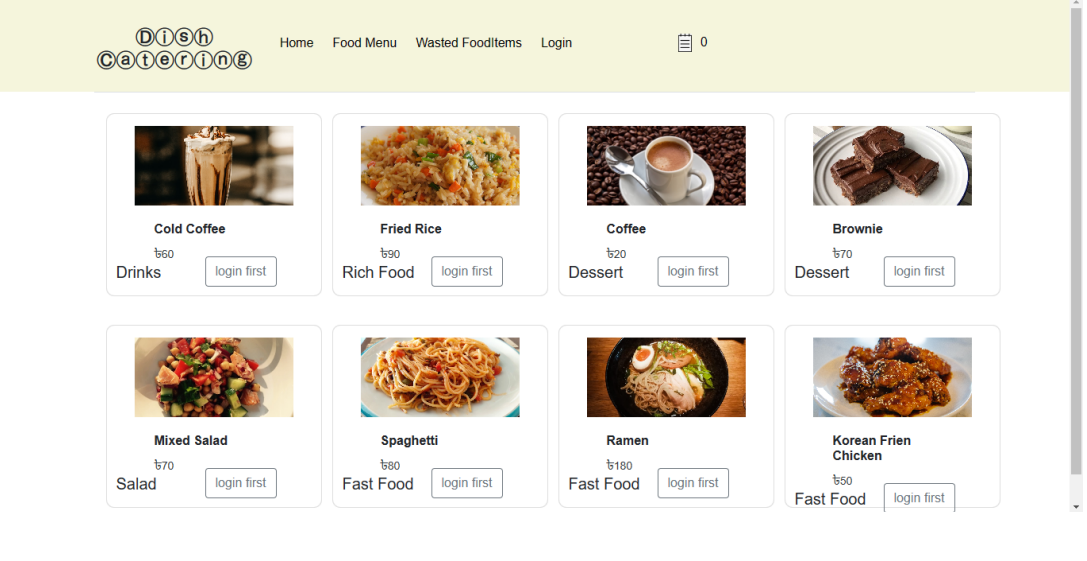 Ⓓⓘⓢⓗ
Ⓒⓐⓣⓔⓡⓘⓝⓖ
Home Food Menu Wasted FoodItems Login 0
Cold Coffee
৳60
Drinks login first
Fried Rice
৳90
Rich Food login first
Coffee
৳20
Dessert login first
Brownie
৳70
Dessert login first
Mixed Salad
৳70
Salad login first
Spaghetti
৳80
Fast Food login first
Ramen
৳180
Fast Food login first
Korean Frien
Chicken
৳50
Fast Food login first